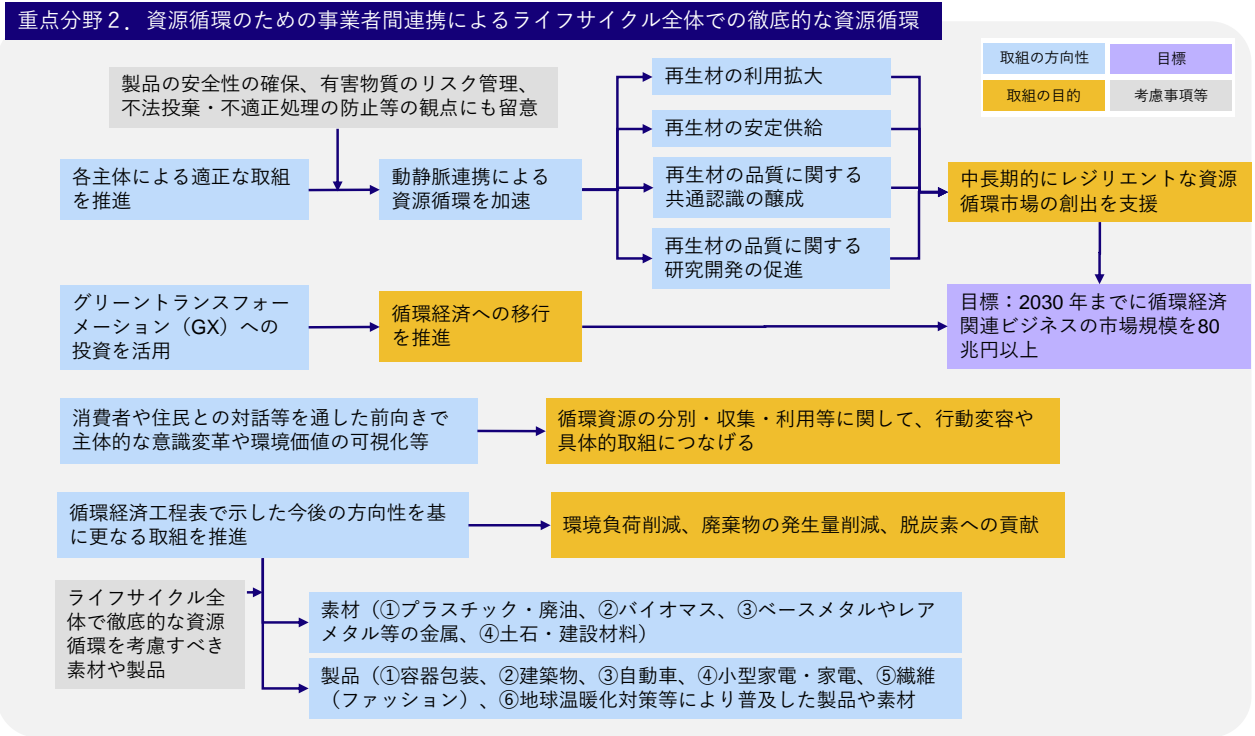 重点分野２．資源循環のための事業者間連携によるライフサイクル全体での徹底的な資源循環
取組の方向性
目標
取組の目的
考慮事項等
製品の安全性の確保、有害物質のリスク管理、
不法投棄・不適正処理の防止等の観点にも留意
各主体による適正な取組
を推進
動静脈連携による
資源循環を加速
再生材の利用拡大
再生材の安定供給
再生材の品質に関する
共通認識の醸成
再生材の品質に関する
研究開発の促進
中長期的にレジリエントな資源
循環市場の創出を支援
グリーントランスフォー
メーション（GX）への
投資を活用
循環経済への移行
を推進
目標：2030 年までに循環経済
関連ビジネスの市場規模を80
兆円以上
消費者や住民との対話等を通した前向きで
主体的な意識変革や環境価値の可視化等
循環資源の分別・収集・利用等に関して、行動変容や
具体的取組につなげる
循環経済工程表で示した今後の方向性を基
に更なる取組を推進
環境負荷削減、廃棄物の発生量削減、脱炭素への貢献
ライフサイクル全
体で徹底的な資源
循環を考慮すべき
素材や製品
素材（①プラスチック・廃油、②バイオマス、③ベースメタルやレア
メタル等の金属、④土石・建設材料）
製品（①容器包装、②建築物、③自動車、④小型家電・家電、⑤繊維
（ファッション）、⑥地球温暖化対策等により普及した製品や素材